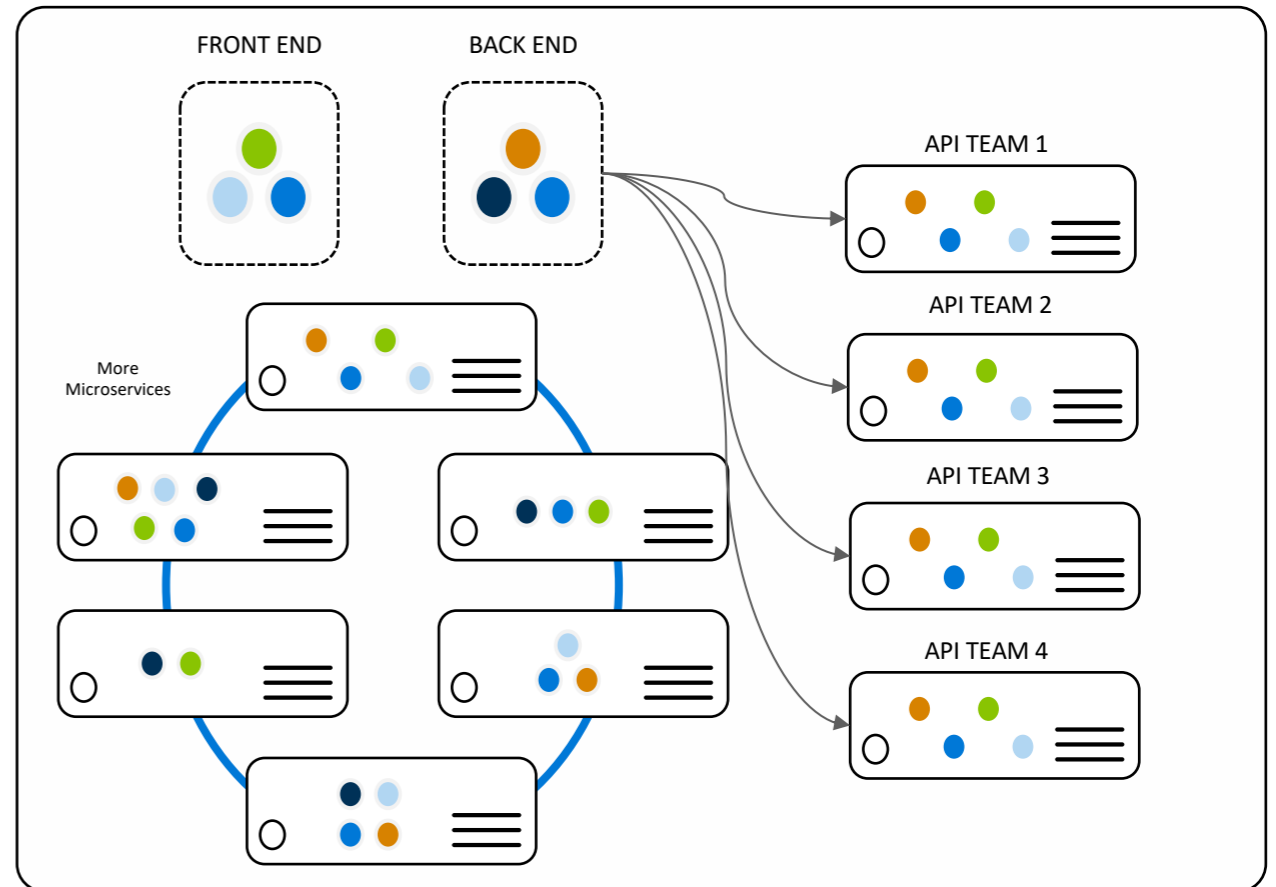 FRONT END
BACK END
API TEAM 1
API TEAM 2
More
Microservices
API TEAM 3
API TEAM 4